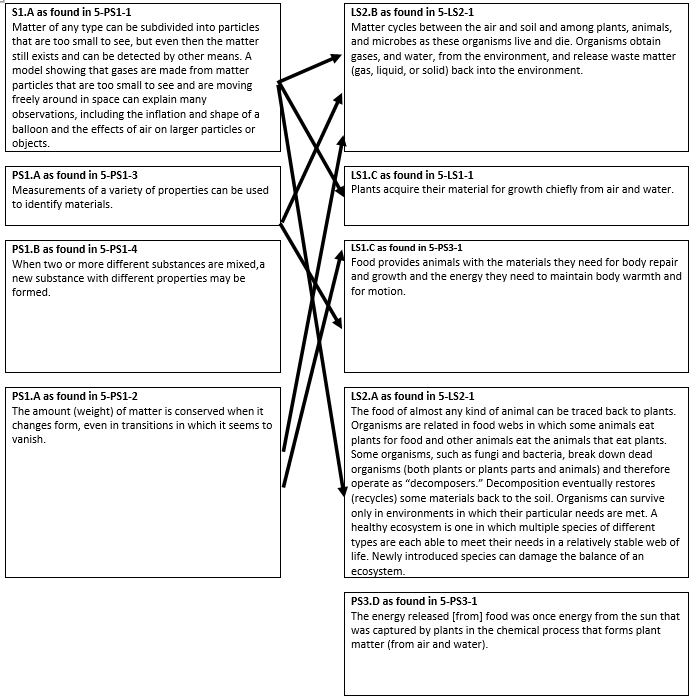 S1.A as found in 5-PS1-1
Matter of any type can be subdivided into particles
that are too small to see, but even then the matter
still exists and can be detected by other means. A
model showing that gases are made from matter
particles that are too small to see and are moving
freely around in space can explain many
observations, including the inflation and shape of a
balloon and the effects of air on larger particles or
objects.
PS1.A as found in 5-PS1-3
Measurements of a variety of properties can be used
to identify materials.
PS1.B as found in 5-PS1-4
When two or more different substances are mixed,a
new substance with different properties may be
formed.
PS1.A as found in 5-PS1-2
The amount (weight) of matter is conserved when it
changes form, even in transitions in which it seems to
vanish.
LS2.B as found in 5-LS2-1
Matter cycles between the air and soil and among plants, animals,
and microbes as these organisms live and die. Organisms obtain
gases, and water, from the environment, and release waste matter
(gas, liquid, or solid) back into the environment.
LS1.C as found in 5-LS1-1
Plants acquire their material for growth chiefly from air and water.
LS1.C as found in 5-PS3-1
Food provides animals with the materials they need for body repair
and growth and the energy they need to maintain body warmth and
for motion.
LS2.A as found in 5-LS2-1
The food of almost any kind of animal can be traced back to plants.
Organisms are related in food webs in which some animals eat
plants for food and other animals eat the animals that eat plants.
Some organisms, such as fungi and bacteria, break down dead
organisms (both plants or plants parts and animals) and therefore
operate as “decomposers.” Decomposition eventually restores
(recycles) some materials back to the soil. Organisms can survive
only in environments in which their particular needs are met. A
healthy ecosystem is one in which multiple species of different
types are each able to meet their needs in a relatively stable web of
life. Newly introduced species can damage the balance of an
ecosystem.
PS3.D as found in 5-PS3-1
The energy released [from] food was once energy from the sun that
was captured by plants in the chemical process that forms plant
matter (from air and water).